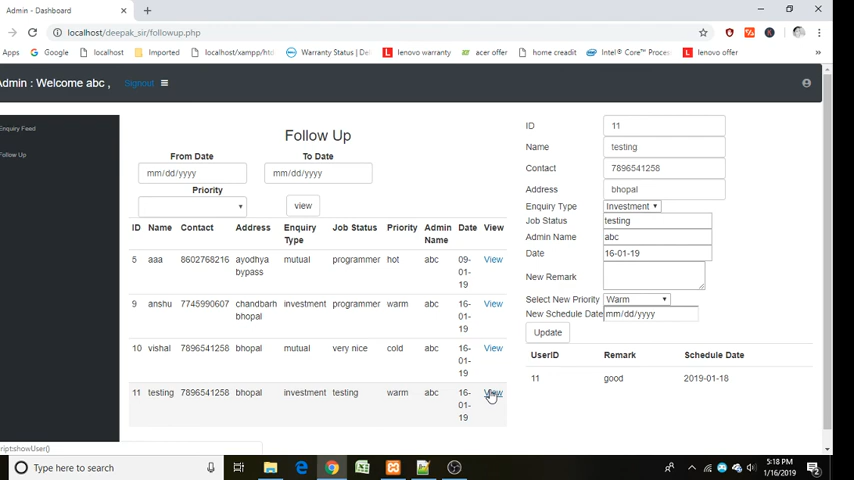 Admin - Dashboard
localhost/deepak_sir/followup.php
Apps Google localhost Imported localhost/xampp/htd Warranty Status | De lenovo warranty acer offer home creadit Intel® Core™ Proces lenovo offer
Admin : Welcome abc , Signout
Enquiry Feed
Follow Up
Follow Up
From Date To Date
mm/dd/yyyy mm/dd/yyyy
Priority
view
ID Name Contact Address Enquiry Type Job Status Priority Admin Name Date View
5 aaa 8602768216 ayodhya bypass mutual programmer hot abc 09-01-19 View
9 anshu 7745990607 chandbarh bhopal investment programmer warm abc 16-01-19 View
10 vishal 7896541258 bhopal mutual very nice cold abc 16-01-19 View
11 testing 7896541258 bhopal investment testing warm abc 16-01-19 View
ID 11
Name testing
Contact 7896541258
Address bhopal
Enquiry Type Investment
Job Status testing
Admin Name abc
Date 16-01-19
New Remark
Select New Priority Warm
New Schedule Date mm/dd/yyyy
Update
UserID Remark Schedule Date
11 good 2019-01-18
cript:showUser()
Type here to search
5:18 PM
1/16/2019
2